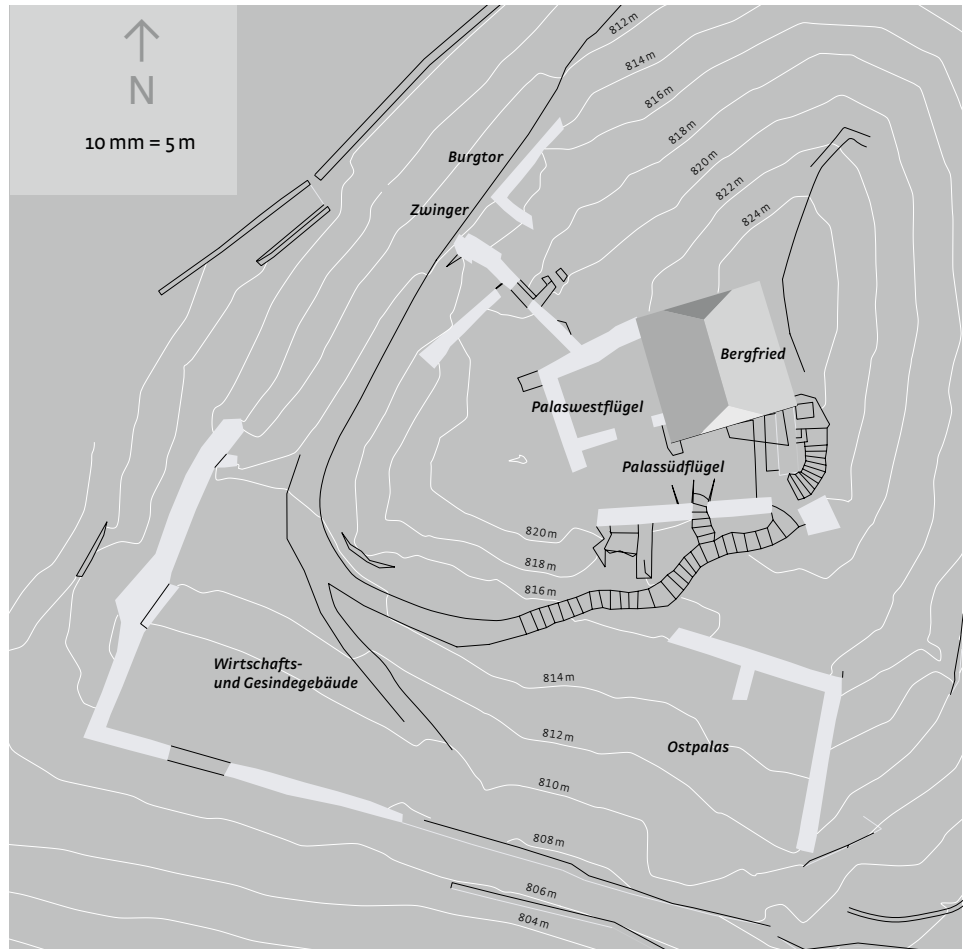 N
10 mm = 5 m
812 m
814 m
816 m
818 m
820 m
822 m
824 m
Burgtor
Zwinger
Bergfried
Palaswestflügel
Palassüdflügel
820 m
818 m
816 m
Wirtschafts-
und Gesindegebäude
814 m
812 m
Ostpalas
810 m
808 m
806 m
804 m